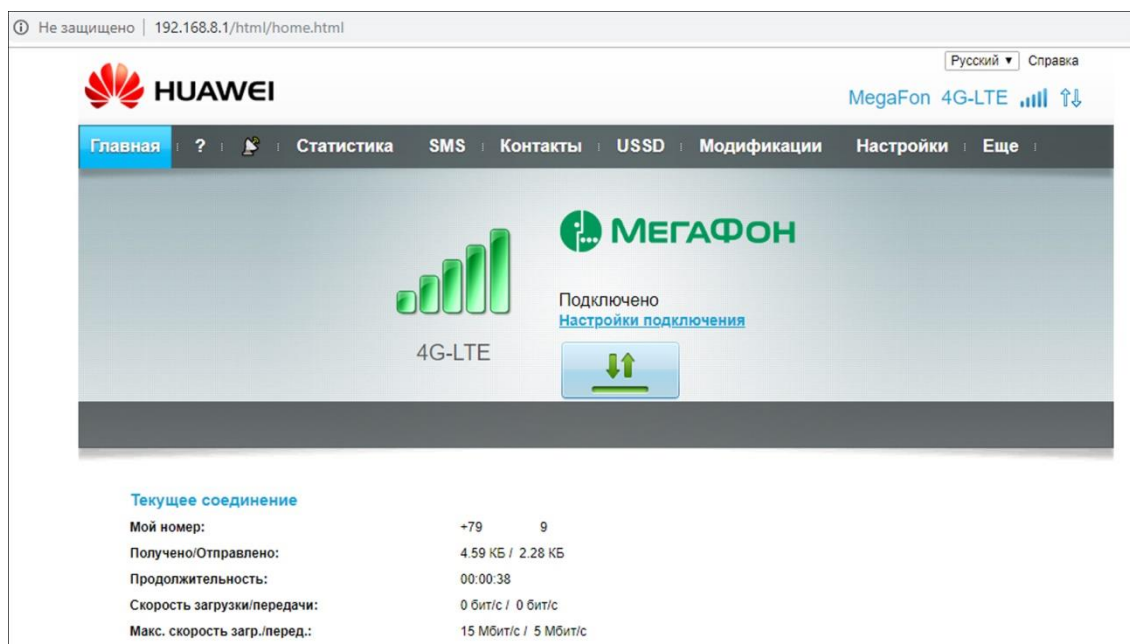 Не защищено | 192.168.8.1/html/home.html
Русский ▼ Справка
HUAWEI
MegaFon 4G-LTE
Главная ? Статистика SMS Контакты USSD Модификации Настройки Еще
МЕГАФОН
Подключено
Настройки подключения
4G-LTE
Текущее соединение
Мой номер: +79 9
Получено/Отправлено: 4.59 КБ / 2.28 КБ
Продолжительность: 00:00:38
Скорость загрузки/передачи: 0 бит/с / 0 бит/с
Макс. скорость загр./перед.: 15 Мбит/с / 5 Мбит/с